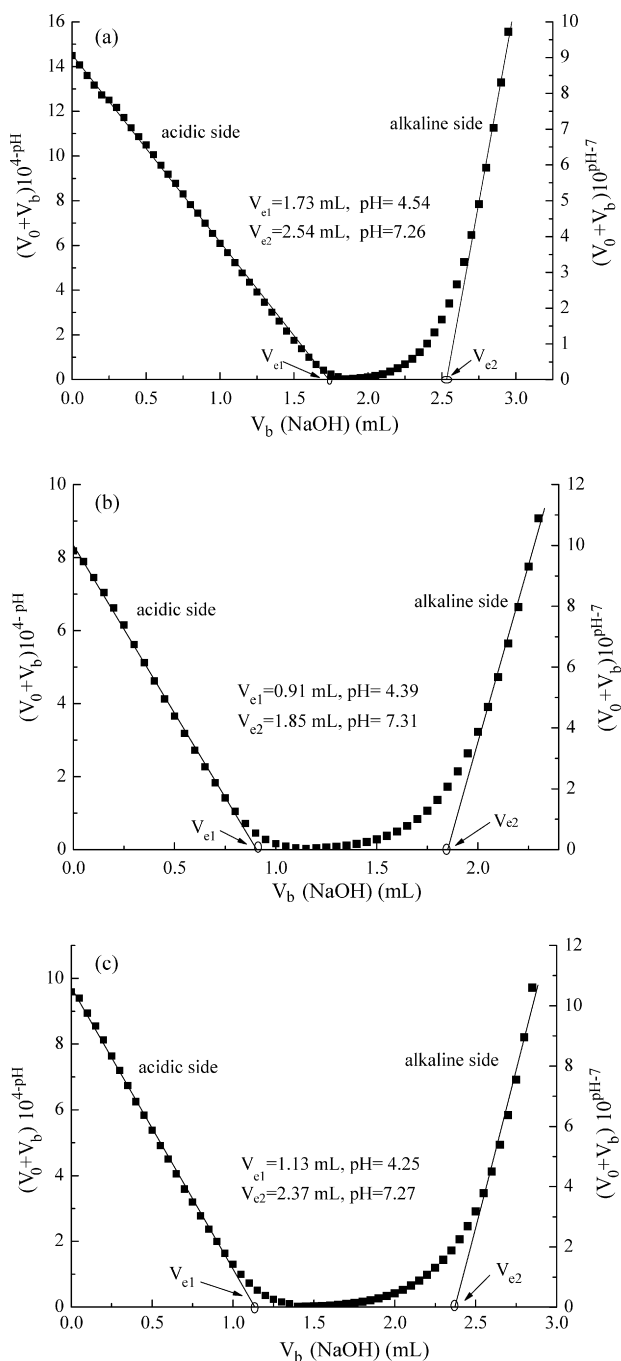 (a)
16
14
12
10
8
6
4
2
0
(V0+Vb)10^4-pH
10
9
8
7
6
5
4
3
2
1
0
(V0+Vb)10^pH-7
acidic side
alkaline side
Ve1=1.73 mL, pH= 4.54
Ve2=2.54 mL, pH=7.26
Ve1
Ve2
0.0 0.5 1.0 1.5 2.0 2.5 3.0
Vb (NaOH) (mL)
(b)
10
8
6
4
2
0
(V0+Vb)10^4-pH
12
10
8
6
4
2
0
(V0+Vb)10^pH-7
acidic side
alkaline side
Ve1=0.91 mL, pH= 4.39
Ve2=1.85 mL, pH= 7.31
Ve1
Ve2
0.0 0.5 1.0 1.5 2.0
Vb (NaOH) (mL)
(c)
10
8
6
4
2
0
(V0+Vb) 10^4-pH
12
10
8
6
4
2
0
(V0+Vb) 10^pH-7
acidic side
alkaline side
Ve1=1.13 mL, pH= 4.25
Ve2=2.37 mL, pH=7.27
Ve1
Ve2
0.0 0.5 1.0 1.5 2.0 2.5 3.0
Vb (NaOH) (mL)